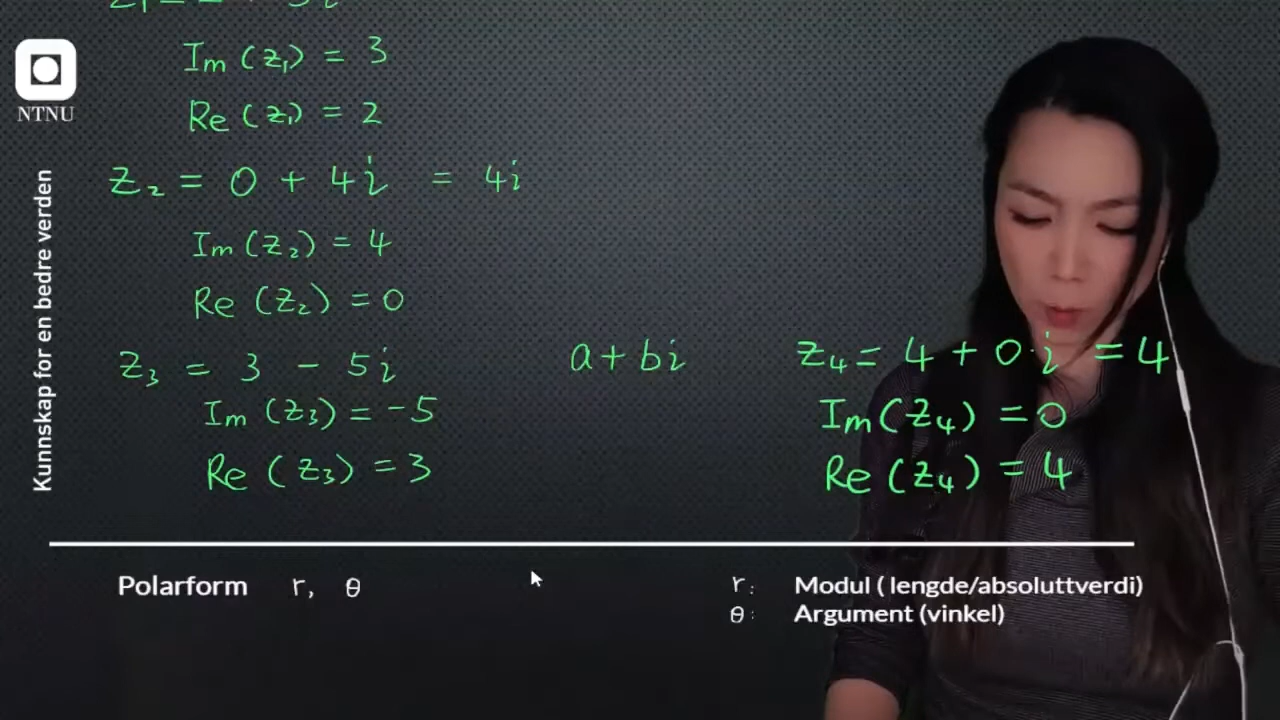 Im (z₁) = 3
Re (z₁) = 2
z₂ = 0 + 4i = 4i
Im (z₂) = 4
Re (z₂) = 0
z₃ = 3 - 5i
Im (z₃) = -5
Re (z₃) = 3
a + bi
z₄ = 4 + 0·i = 4
Im (z₄) = 0
Re (z₄) = 4
NTNU
Kunnskap for en bedre verden
Polarform r, θ
r: Modul ( lengde/absoluttverdi)
θ: Argument (vinkel)